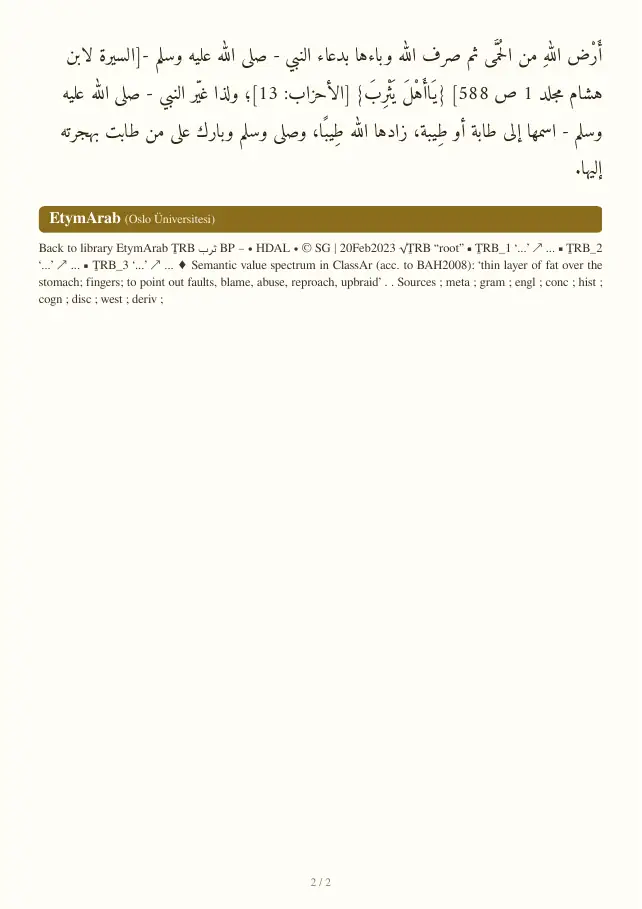 أَرْض اللهِ من الحُمَّى ثم صرف الله وباءها بدعاء النبي - صلى الله عليه وسلم -[السيرة لابن
هشام مجلد 1 ص 588] {يَاأَهْلَ يَثْرِبَ} [الأحزاب: 13]؛ ولذا غيّر النبي - صلى الله عليه
وسلم - اسمها إلى طابة أو طِيبة، زادها الله طِيبًا، وصلى وسلم وبارك على من طابت بهجرته
إليها.
EtymArab (Oslo Üniversitesi)
Back to library EtymArab ṮRB ثرب BP – • HDAL • © SG | 20Feb2023 √ṮRB “root” ▪ ṮRB_1 ‘...’ ↗ ... ▪ ṮRB_2
‘...’ ↗ ... ▪ ṮRB_3 ‘...’ ↗ ... ♦ Semantic value spectrum in ClassAr (acc. to BAH2008): ‘thin layer of fat over the
stomach; fingers; to point out faults, blame, abuse, reproach, upbraid’ . . Sources ; meta ; gram ; engl ; conc ; hist ;
cogn ; disc ; west ; deriv ;
2 / 2